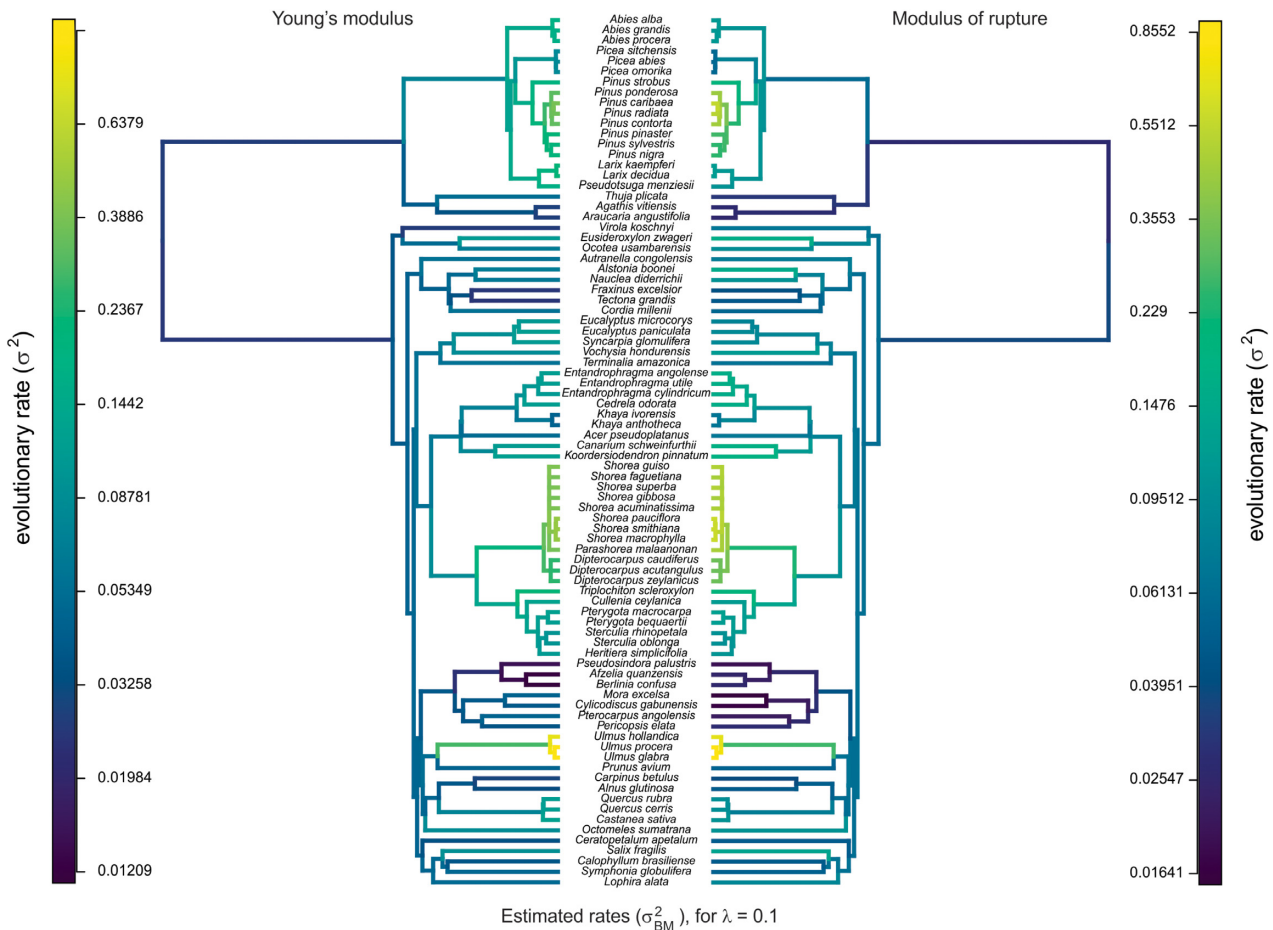 Young's modulus
Modulus of rupture
evolutionary rate (σ²)
0.6379
0.3886
0.2367
0.1442
0.08781
0.05349
0.03258
0.01984
0.01209
Abies alba
Abies grandis
Abies procera
Picea sitchensis
Picea abies
Picea omorika
Pinus strobus
Pinus ponderosa
Pinus caribaea
Pinus radiata
Pinus contorta
Pinus pinaster
Pinus sylvestris
Pinus nigra
Larix kaempferi
Larix decidua
Pseudotsuga menziesii
Thuja plicata
Agathis vitiensis
Araucaria angustifolia
Virola koschnyi
Eusideroxylon zwageri
Ocotea usambarensis
Autranella congolensis
Alstonia boonei
Nauclea diderrichii
Fraxinus excelsior
Tectona grandis
Cordia millenii
Eucalyptus microcorys
Eucalyptus paniculata
Syncarpia glomulifera
Vochysia hondurensis
Terminalia amazonica
Entandrophragma angolense
Entandrophragma utile
Entandrophragma cylindricum
Cedrela odorata
Khaya ivorensis
Khaya anthotheca
Acer pseudoplatanus
Canarium schweinfurthii
Koordersiodendron pinnatum
Shorea guiso
Shorea faguetiana
Shorea superba
Shorea gibbosa
Shorea acuminatissima
Shorea pauciflora
Shorea smithiana
Shorea macrophylla
Parashorea malaanonan
Dipterocarpus caudiferus
Dipterocarpus acutangulus
Dipterocarpus zeylanicus
Triplochiton scleroxylon
Cullenia ceylanica
Pterygota macrocarpa
Pterygota bequaertii
Sterculia rhinopetala
Sterculia oblonga
Heritiera simplicifolia
Pseudosindora palustris
Afzelia quanzensis
Berlinia confusa
Mora excelsa
Cylicodiscus gabunensis
Pterocarpus angolensis
Pericopsis elata
Ulmus hollandica
Ulmus procera
Ulmus glabra
Prunus avium
Carpinus betulus
Alnus glutinosa
Quercus rubra
Quercus cerris
Castanea sativa
Octomeles sumatrana
Ceratopetalum apetalum
Salix fragilis
Calophyllum brasiliense
Symphonia globulifera
Lophira alata
0.8552
0.5512
0.3553
0.229
0.1476
0.09512
0.06131
0.03951
0.02547
0.01641
evolutionary rate (σ²)
Estimated rates (σ²BM), for λ = 0.1